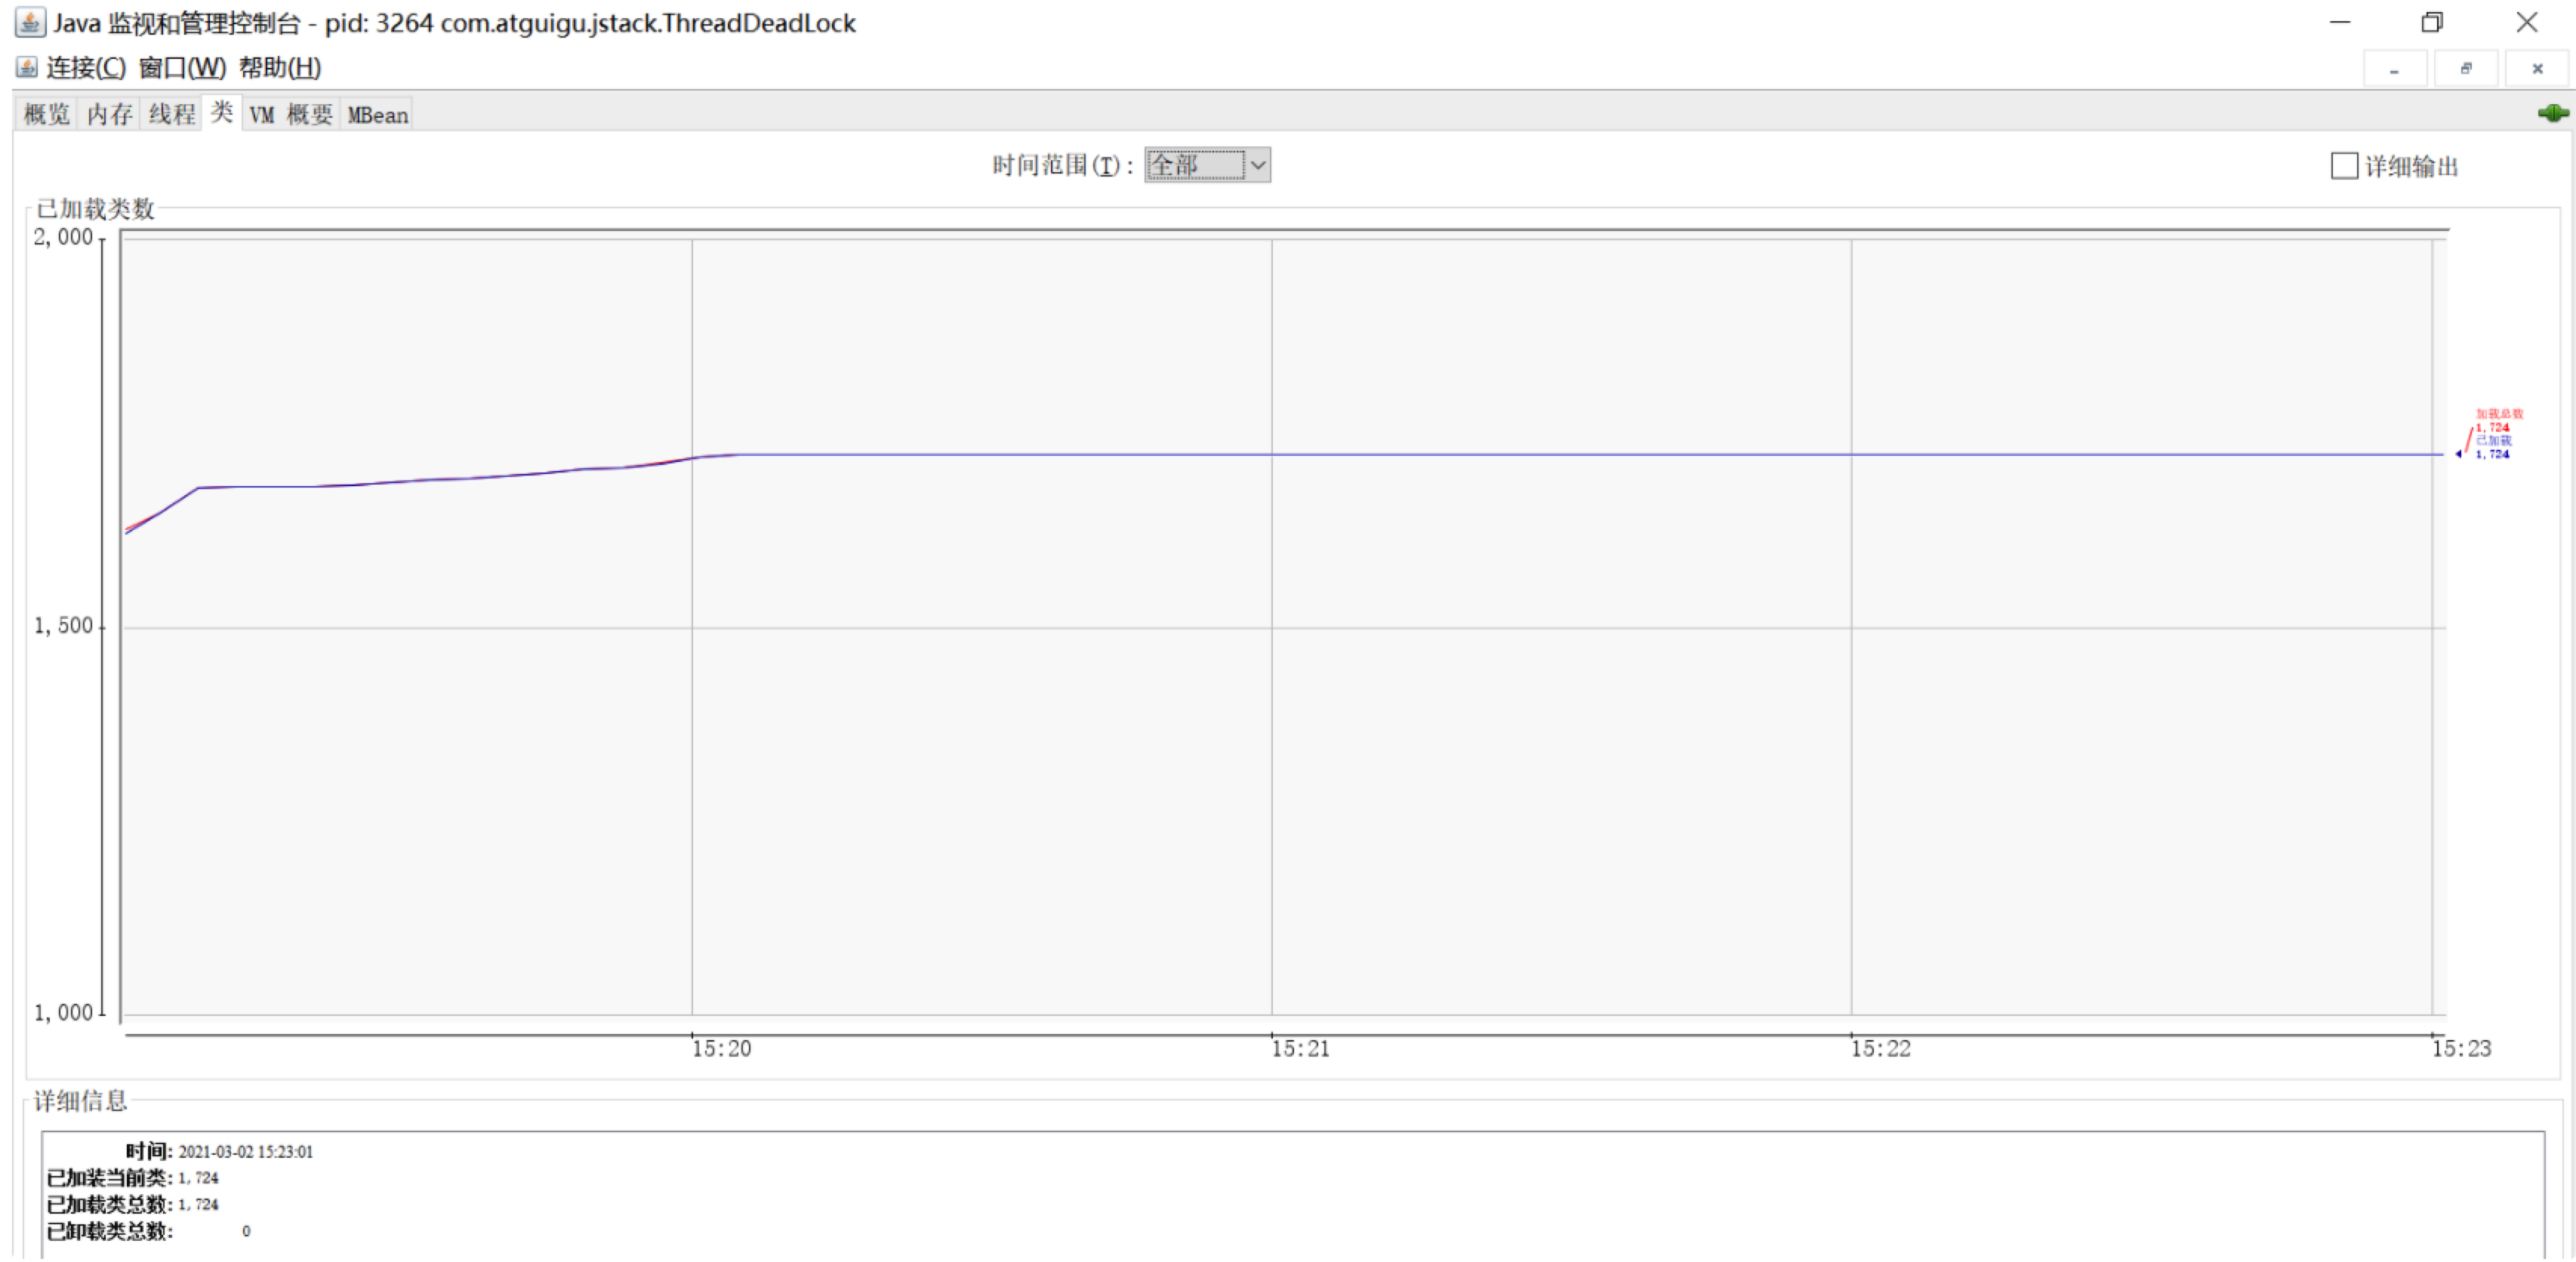 Java 监视和管理控制台 - pid: 3264 com.atguigu.jstack.ThreadDeadLock
连接(C) 窗口(W) 帮助(H)
概览 内存 线程 类 VM 概要 MBean
时间范围(T): 全部
详细输出
已加载类数
2,000
1,500
1,000
加载总数
1,724
已加载
1,724
15:20 15:21 15:22 15:23
详细信息
时间: 2021-03-02 15:23:01
已加装当前类: 1,724
已加载类总数: 1,724
已卸载类总数: 0